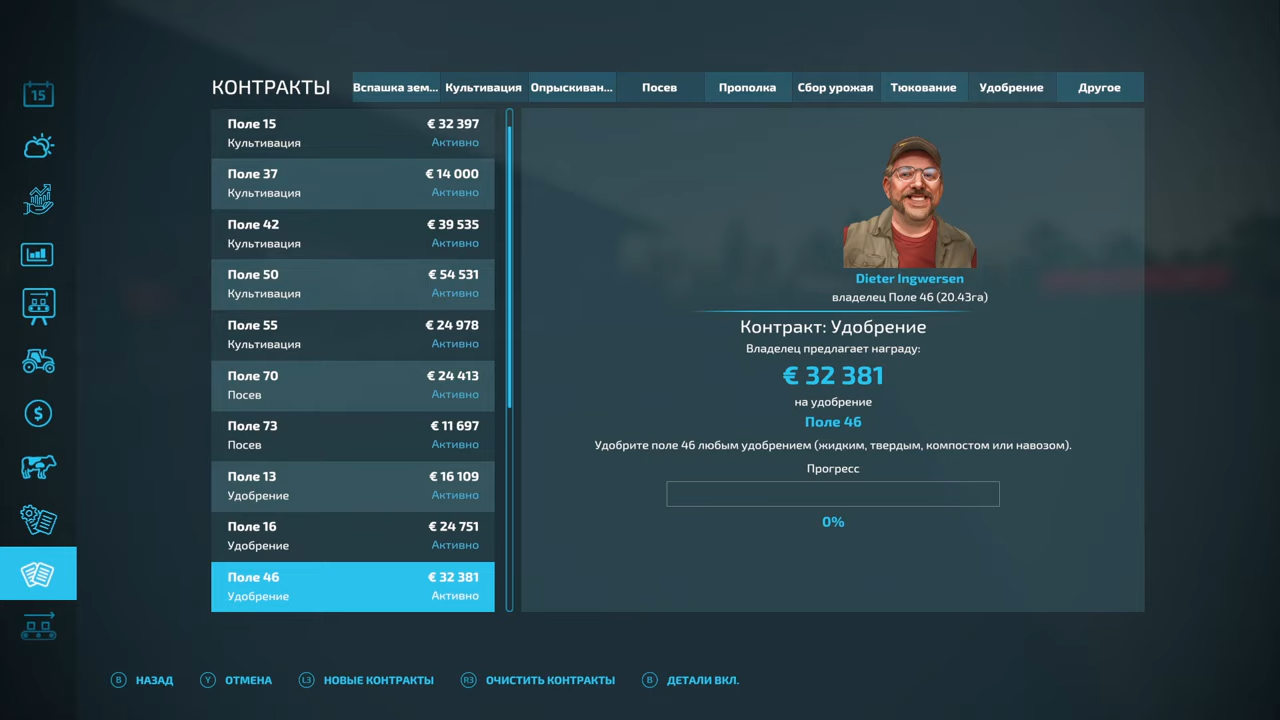 15
КОНТРАКТЫ
Вспашка зем...
Культивация
Опрыскиван...
Посев
Прополка
Сбор урожая
Тюкование
Удобрение
Другое
Поле 15 € 32 397
Культивация Активно
Поле 37 € 14 000
Культивация Активно
Поле 42 € 39 535
Культивация Активно
Поле 50 € 54 531
Культивация Активно
Поле 55 € 24 978
Культивация Активно
Поле 70 € 24 413
Посев Активно
Поле 73 € 11 697
Посев Активно
Поле 13 € 16 109
Удобрение Активно
Поле 16 € 24 751
Удобрение Активно
Поле 46 € 32 381
Удобрение Активно
Dieter Ingwersen
владелец Поле 46 (20.43га)
Контракт: Удобрение
Владелец предлагает награду:
€ 32 381
на удобрение
Поле 46
Удобрите поле 46 любым удобрением (жидким, твердым, компостом или навозом).
Прогресс
0%
B НАЗАД
Y ОТМЕНА
L3 НОВЫЕ КОНТРАКТЫ
R3 ОЧИСТИТЬ КОНТРАКТЫ
B ДЕТАЛИ ВКЛ.